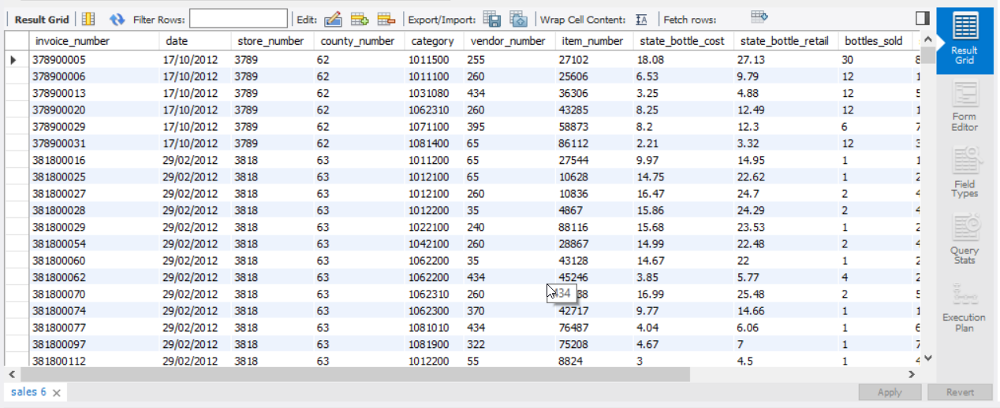 Result Grid Filter Rows: Edit: Export/Import: Wrap Cell Content: Fetch rows:
invoice_number date store_number county_number category vendor_number item_number state_bottle_cost state_bottle_retail bottles_sold
378900005 17/10/2012 3789 62 1011500 255 27102 18.08 27.13 30
378900006 17/10/2012 3789 62 1011100 260 25606 6.53 9.79 12
378900013 17/10/2012 3789 62 1031080 434 36306 3.25 4.88 12
378900020 17/10/2012 3789 62 1062310 260 43285 8.25 12.49 12
378900029 17/10/2012 3789 62 1071100 395 58873 8.2 12.3 6
378900031 17/10/2012 3789 62 1081400 65 86112 2.21 3.32 12
381800016 29/02/2012 3818 63 1011200 65 27544 9.97 14.95 1
381800025 29/02/2012 3818 63 1012100 65 10628 14.75 22.62 1
381800027 29/02/2012 3818 63 1012100 260 10836 16.47 24.7 2
381800028 29/02/2012 3818 63 1012200 35 4867 15.86 24.29 2
381800029 29/02/2012 3818 63 1022100 240 88116 15.68 23.53 1
381800054 29/02/2012 3818 63 1042100 260 28867 14.99 22.48 2
381800060 29/02/2012 3818 63 1062200 35 43128 14.67 22 1
381800062 29/02/2012 3818 63 1062200 434 45246 3.85 5.77 4
381800070 29/02/2012 3818 63 1062310 260 16.99 25.48 2
381800074 29/02/2012 3818 63 1062300 370 42717 9.77 14.66 1
381800077 29/02/2012 3818 63 1081010 434 76487 4.04 6.06 1
381800097 29/02/2012 3818 63 1081900 322 75208 4.67 7 1
381800112 29/02/2012 3818 63 1012200 55 8824 3 4.5 1
sales 6
Apply Revert
Result
Grid
Form
Editor
Field
Types
Query
Stats
Execution
Plan